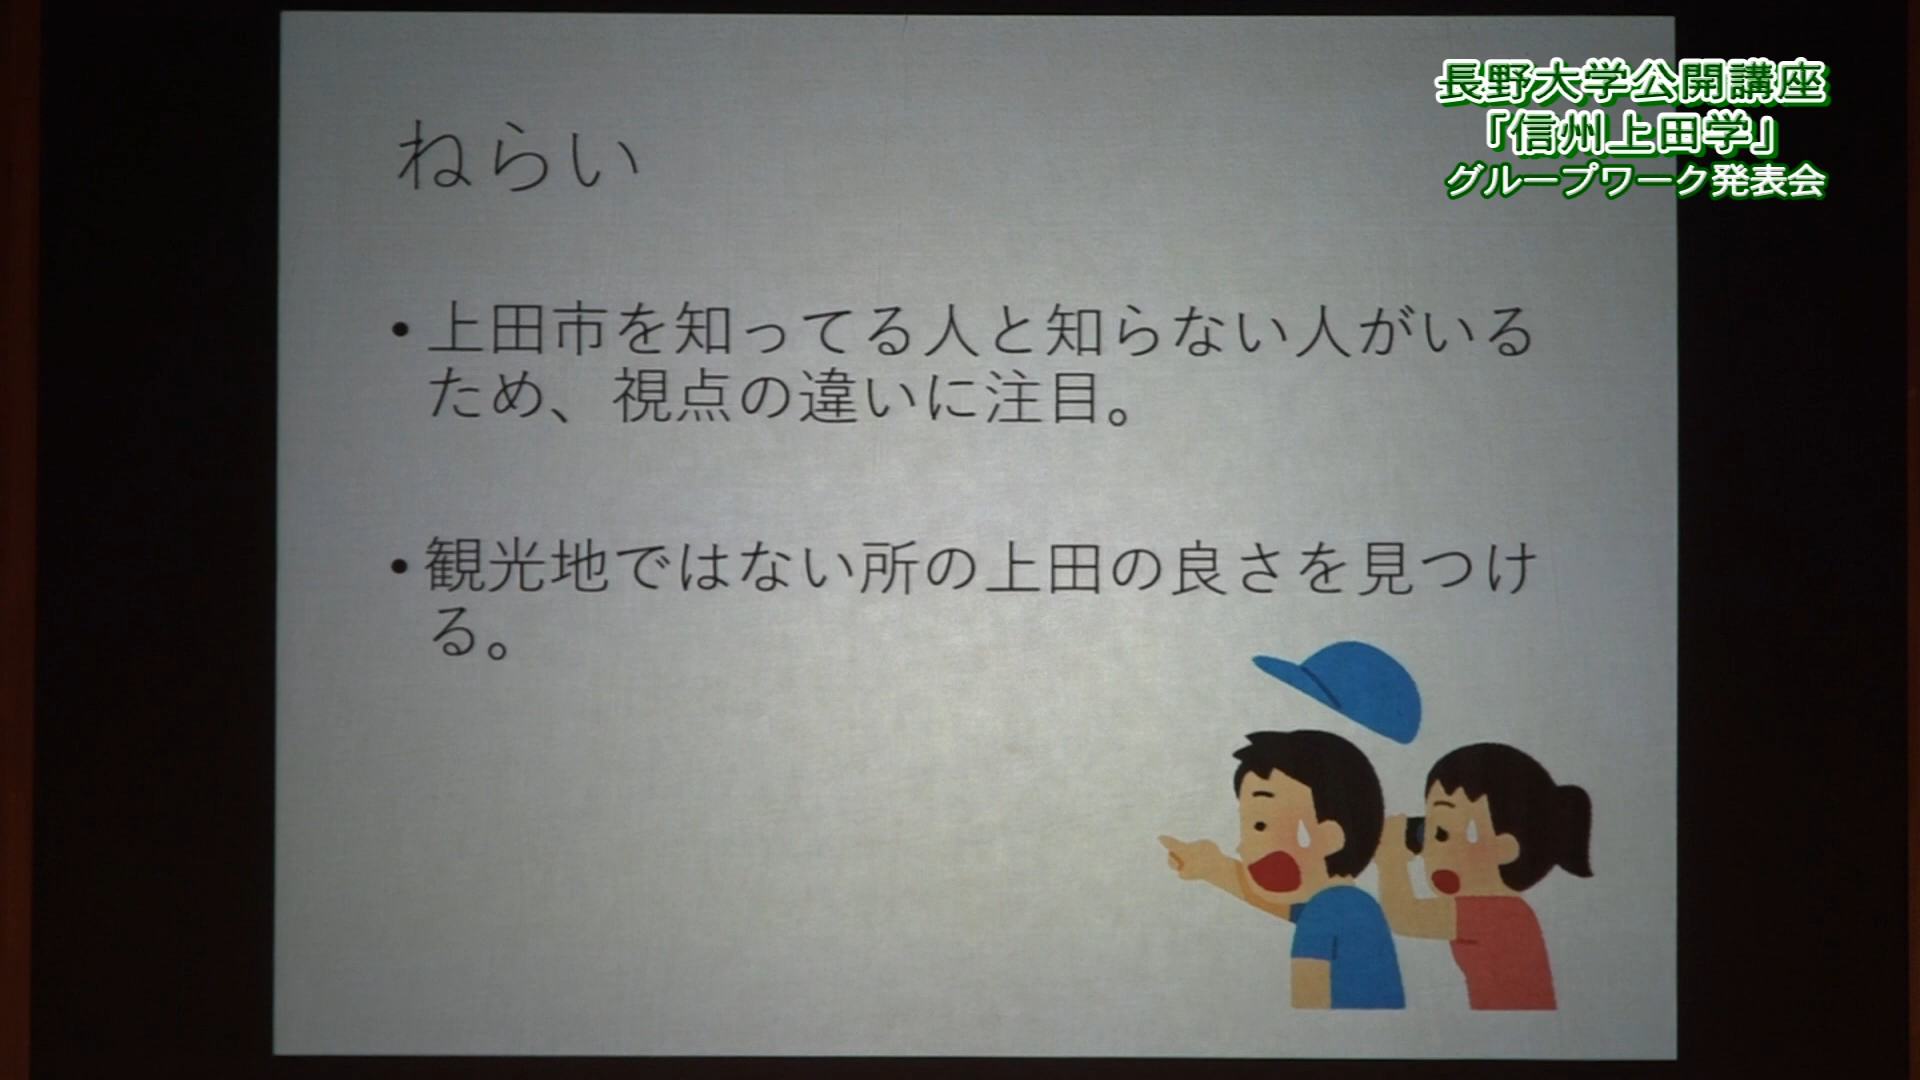 長野大学公開講座
「信州上田学」
グループワーク発表会
ねらい
・上田市を知ってる人と知らない人がいる
ため、視点の違いに注目。
・観光地ではない所の上田の良さを見つけ
る。